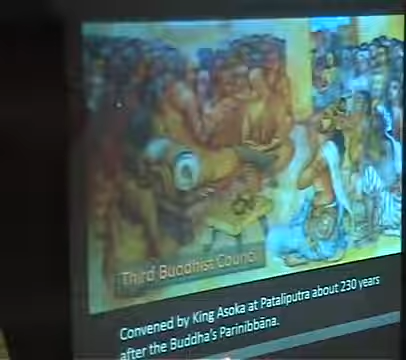 Third Buddhist Council
Convened by King Asoka at Pataliputra about 230 years
after the Buddha's Parinibbāna.